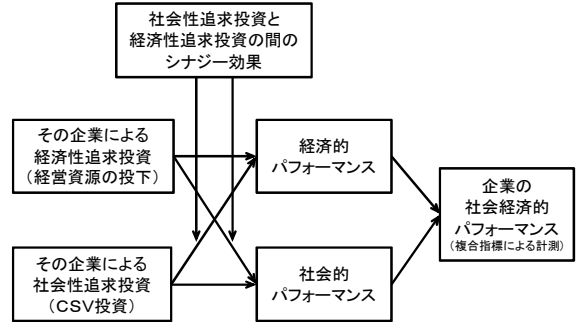 社会性追求投資と
経済性追求投資の間の
シナジー効果
その企業による
経済性追求投資
（経営資源の投下）
経済的
パフォーマンス
企業の
社会経済的
パフォーマンス
（複合指標による計測）
その企業による
社会性追求投資
（CSV投資）
社会的
パフォーマンス